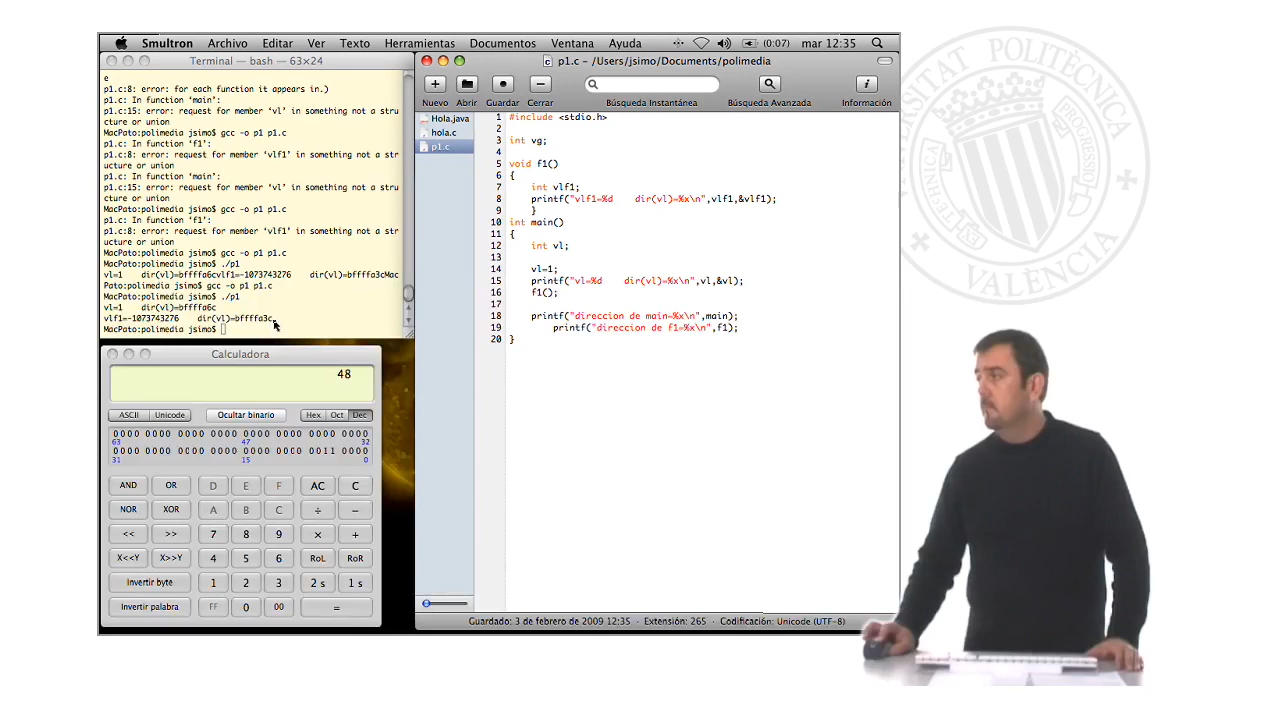 Smultron Archivo Editar Ver Texto Herramientas Documentos Ventana Ayuda (0:07) mar 12:35
Terminal — bash — 63×24
e
p1.c:8: error: for each function it appears in.)
p1.c: In function ‘main’:
p1.c:15: error: request for member ‘vl’ in something not a stru
cture or union
MacPato:polimedia jsimo$ gcc -o p1 p1.c
p1.c: In function ‘f1’:
p1.c:8: error: request for member ‘vlf1’ in something not a str
ucture or union
p1.c: In function ‘main’:
p1.c:15: error: request for member ‘vl’ in something not a stru
cture or union
MacPato:polimedia jsimo$ gcc -o p1 p1.c
p1.c: In function ‘f1’:
p1.c:8: error: request for member ‘vlf1’ in something not a str
ucture or union
MacPato:polimedia jsimo$ gcc -o p1 p1.c
MacPato:polimedia jsimo$ ./p1
vl=1 dir(vl)=bffffa6cvlf1=-1073743276 dir(vl)=bffffa3cMac
Pato:polimedia jsimo$ gcc -o p1 p1.c
MacPato:polimedia jsimo$ ./p1
vl=1 dir(vl)=bffffa6c
vlf1=-1073743276 dir(vl)=bffffa3c
MacPato:polimedia jsimo$
Calculadora
48
ASCII Unicode Ocultar binario Hex Oct Dec
0000 0000 0000 0000 0000 0000 0000 0000
63 47 32
0000 0000 0000 0000 0000 0000 0011 0000
31 15 0
AND OR D E F AC C
NOR XOR A B C ÷ −
<< >> 7 8 9 × +
X<<Y X>>Y 4 5 6 RoL RoR
Invertir byte 1 2 3 2 s 1 s
Invertir palabra FF 0 00 =
p1.c – /Users/jsimo/Documents/polimedia
Nuevo Abrir Guardar Cerrar Búsqueda Instantánea Búsqueda Avanzada Información
Hola.java
hola.c
p1.c
1 #include <stdio.h>
2
3 int vg;
4
5 void f1()
6 {
7 int vlf1;
8 printf("vlf1=%d dir(vl)=%x\n",vlf1,&vlf1);
9 }
10 int main()
11 {
12 int vl;
13
14 vl=1;
15 printf("vl=%d dir(vl)=%x\n",vl,&vl);
16 f1();
17
18 printf("direccion de main=%x\n",main);
19 printf("direccion de f1=%x\n",f1);
20 }
Guardado: 3 de febrero de 2009 12:35 - Extensión: 265 - Codificación: Unicode (UTF-8)
UNIVERSITAT POLITÈCNICA
DE VALÈNCIA